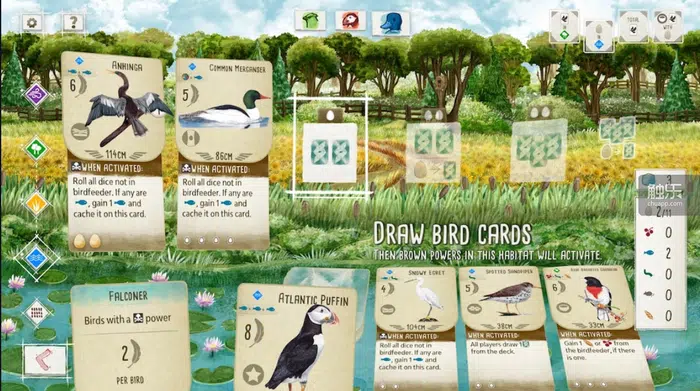 ?
ANHINGA
6
114CM
WHEN ACTIVATED:
Roll all dice not in
birdfeeder. If any are
, gain 1 and
cache it on this card.
COMMON MERGANSER
5
86CM
WHEN ACTIVATED:
Roll all dice not in
birdfeeder. If any are
, gain 1 and
cache it on this card.
DRAW BIRD CARDS
THEN BROWN POWERS IN THIS HABITAT WILL ACTIVATE.
触乐
chuapp.com
2/11
0
2
0
0
0
FALCONER
Birds with a power
2
PER BIRD
ATLANTIC PUFFIN
8
SNOWY EGRET
4
104CM
WHEN ACTIVATED:
Roll all dice not in
birdfeeder. If any are
, gain 1 and
cache it on this card.
SPOTTED SANDPIPER
5
38CM
WHEN ACTIVATED:
All players draw 1
from the deck.
6
33CM
WHEN ACTIVATED:
Gain 1 or from the
birdfeeder, if there
is one.